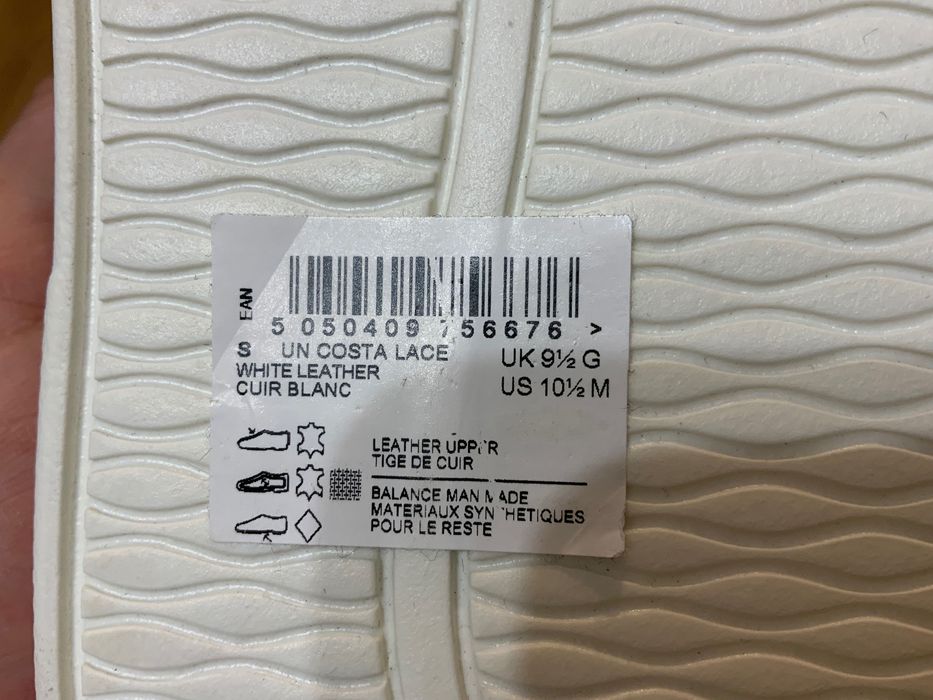 EAN
5 050409 756676 >
S UN COSTA LACE UK 9½ G
WHITE LEATHER US 10½ M
CUIR BLANC
LEATHER UPPER
TIGE DE CUIR
BALANCE MAN MADE
MATERIAUX SYNTHETIQUES
POUR LE RESTE